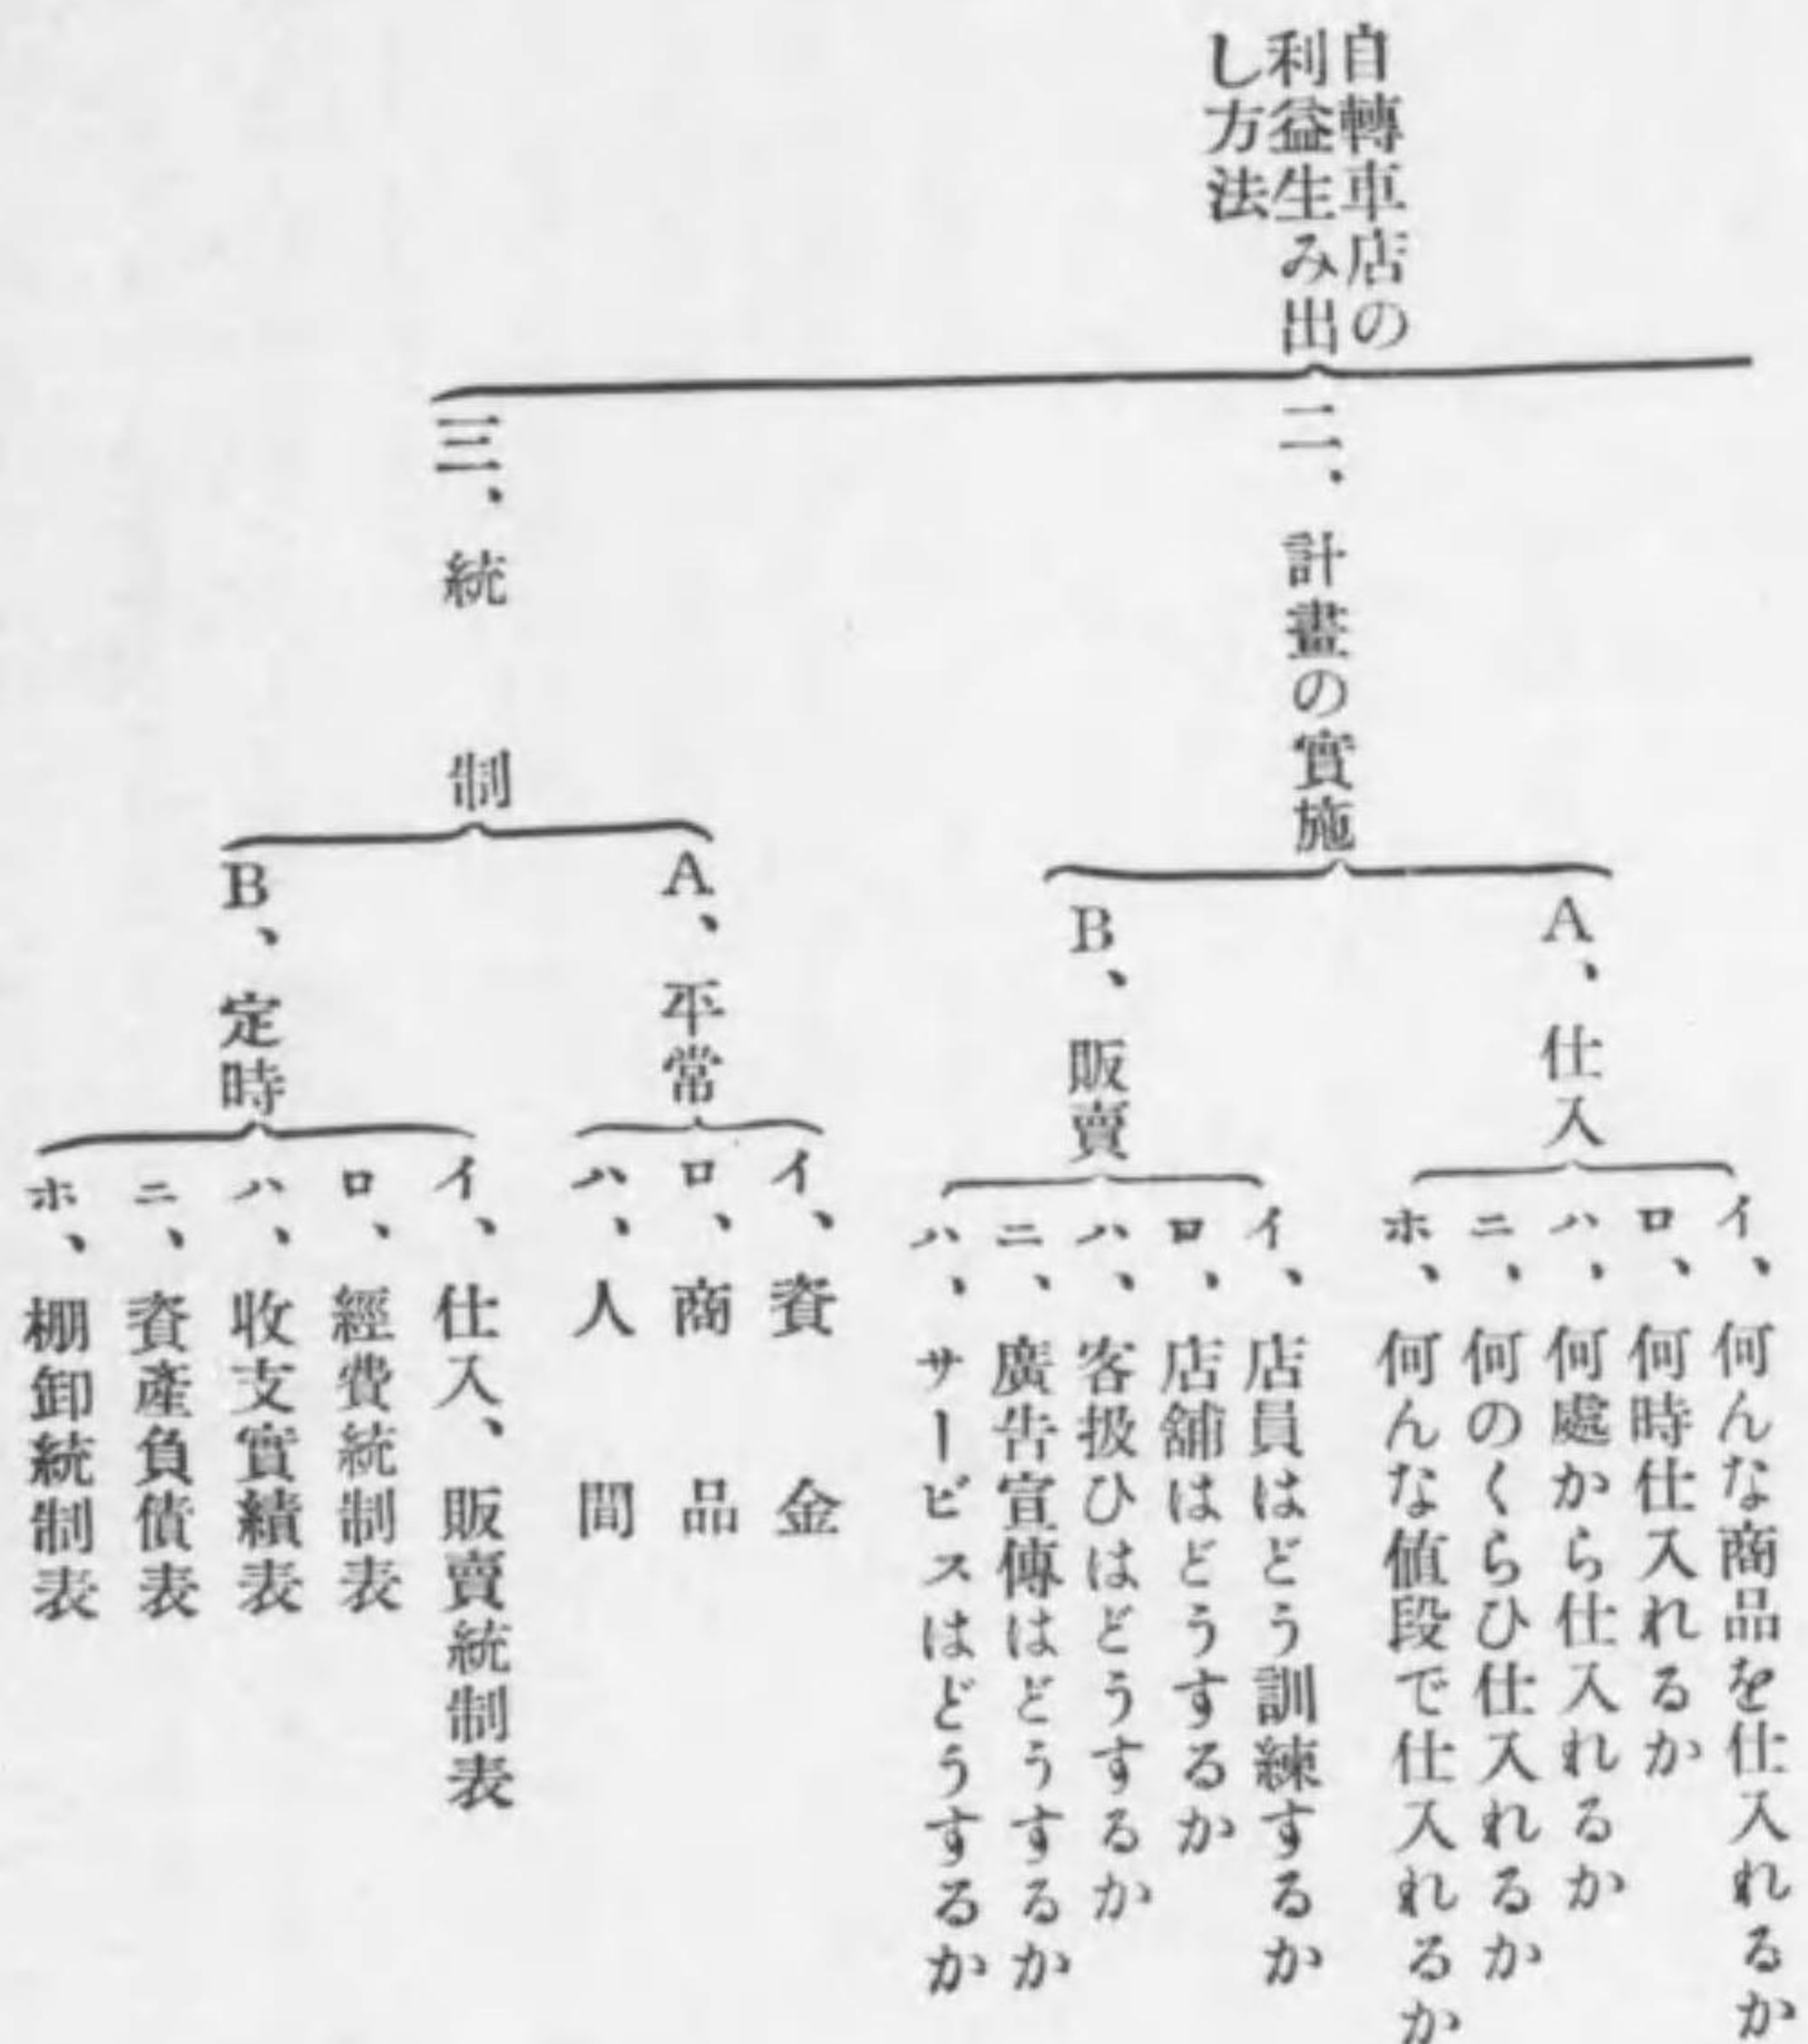 自轉車店の
利益生み出
し方法
二、計畫の實施
A、仕入
イ、何んな商品を仕入れるか
ロ、何時仕入れるか
ハ、何處から仕入れるか
ニ、何のくらひ仕入れるか
ホ、何んな値段で仕入れるか
B、販賣
イ、店員はどう訓練するか
ロ、店舖はどうするか
ハ、客扱ひはどうするか
ニ、廣告宣傳はどうするか
ハ、サービスはどうするか
三、統制
A、平常
イ、資金
ロ、商品
ハ、人間
B、定時
イ、仕入、販賣統制表
ロ、經費統制表
ハ、收支實績表
ニ、資產負債表
ホ、棚卸統制表